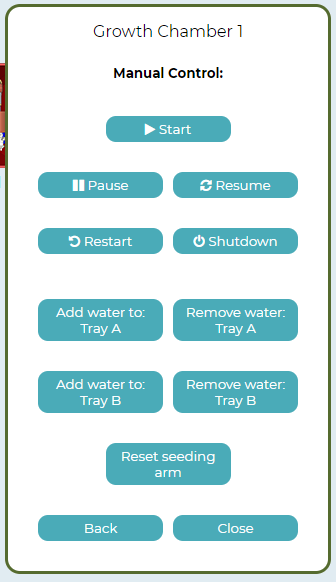 Growth Chamber 1
Manual Control:
Start
Pause
Resume
Restart
Shutdown
Add water to:
Tray A
Remove water:
Tray A
Add water to:
Tray B
Remove water:
Tray B
Reset seeding
arm
Back
Close